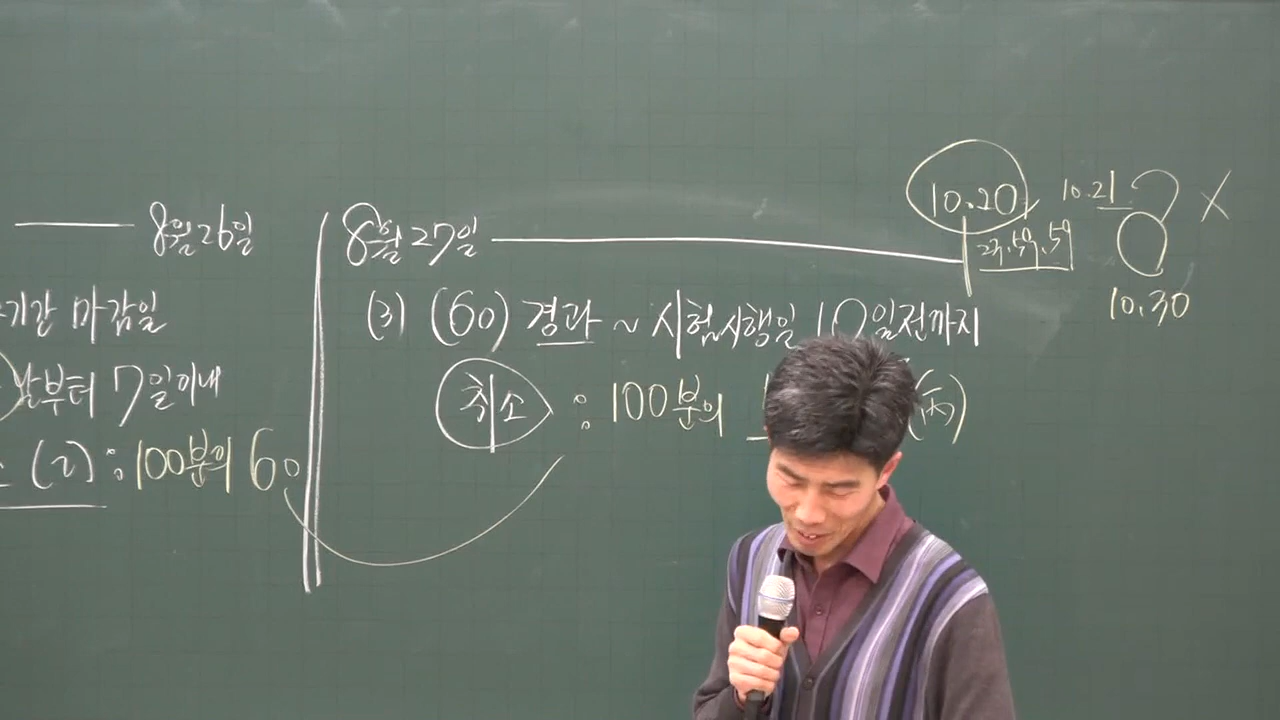 8월 26일
기간 마감일
날부터 7일이내
(2) : 100분의 60
8월 27일
10.20
10.21
?
X
23.59.59
10.30
(3) (60) 경과 ~ 시험시행일 10일전까지
취소 : 100분의